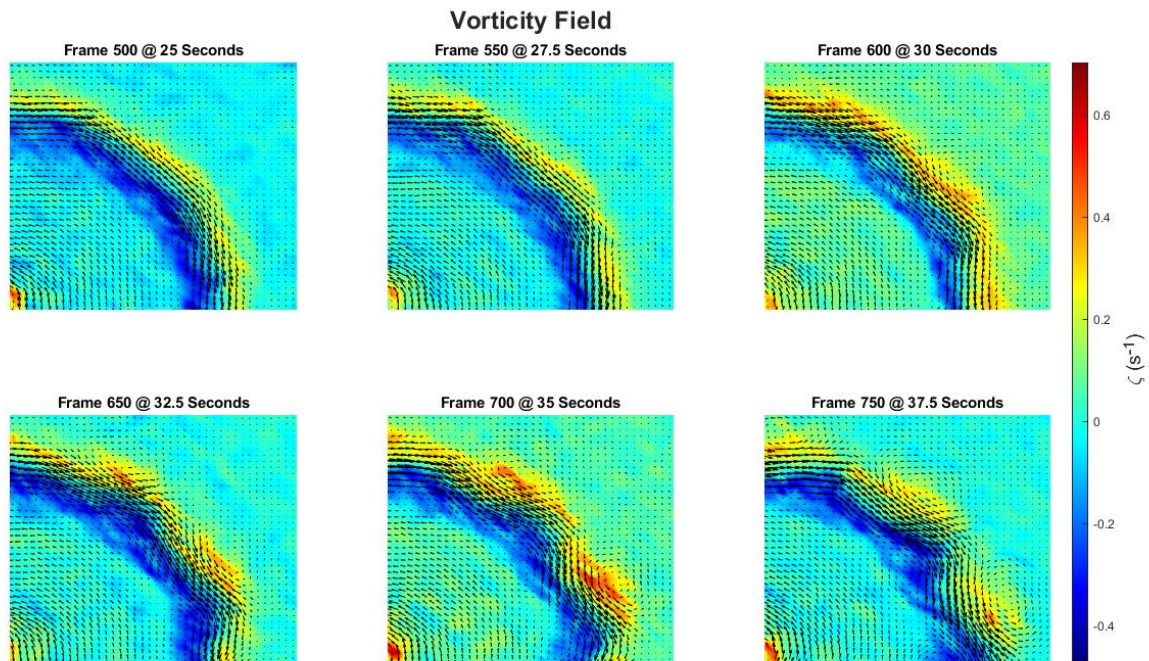 Vorticity Field
Frame 500 @ 25 Seconds
Frame 550 @ 27.5 Seconds
Frame 600 @ 30 Seconds
0.6
0.4
0.2
0
-0.2
-0.4
ζ (s⁻¹)
Frame 650 @ 32.5 Seconds
Frame 700 @ 35 Seconds
Frame 750 @ 37.5 Seconds